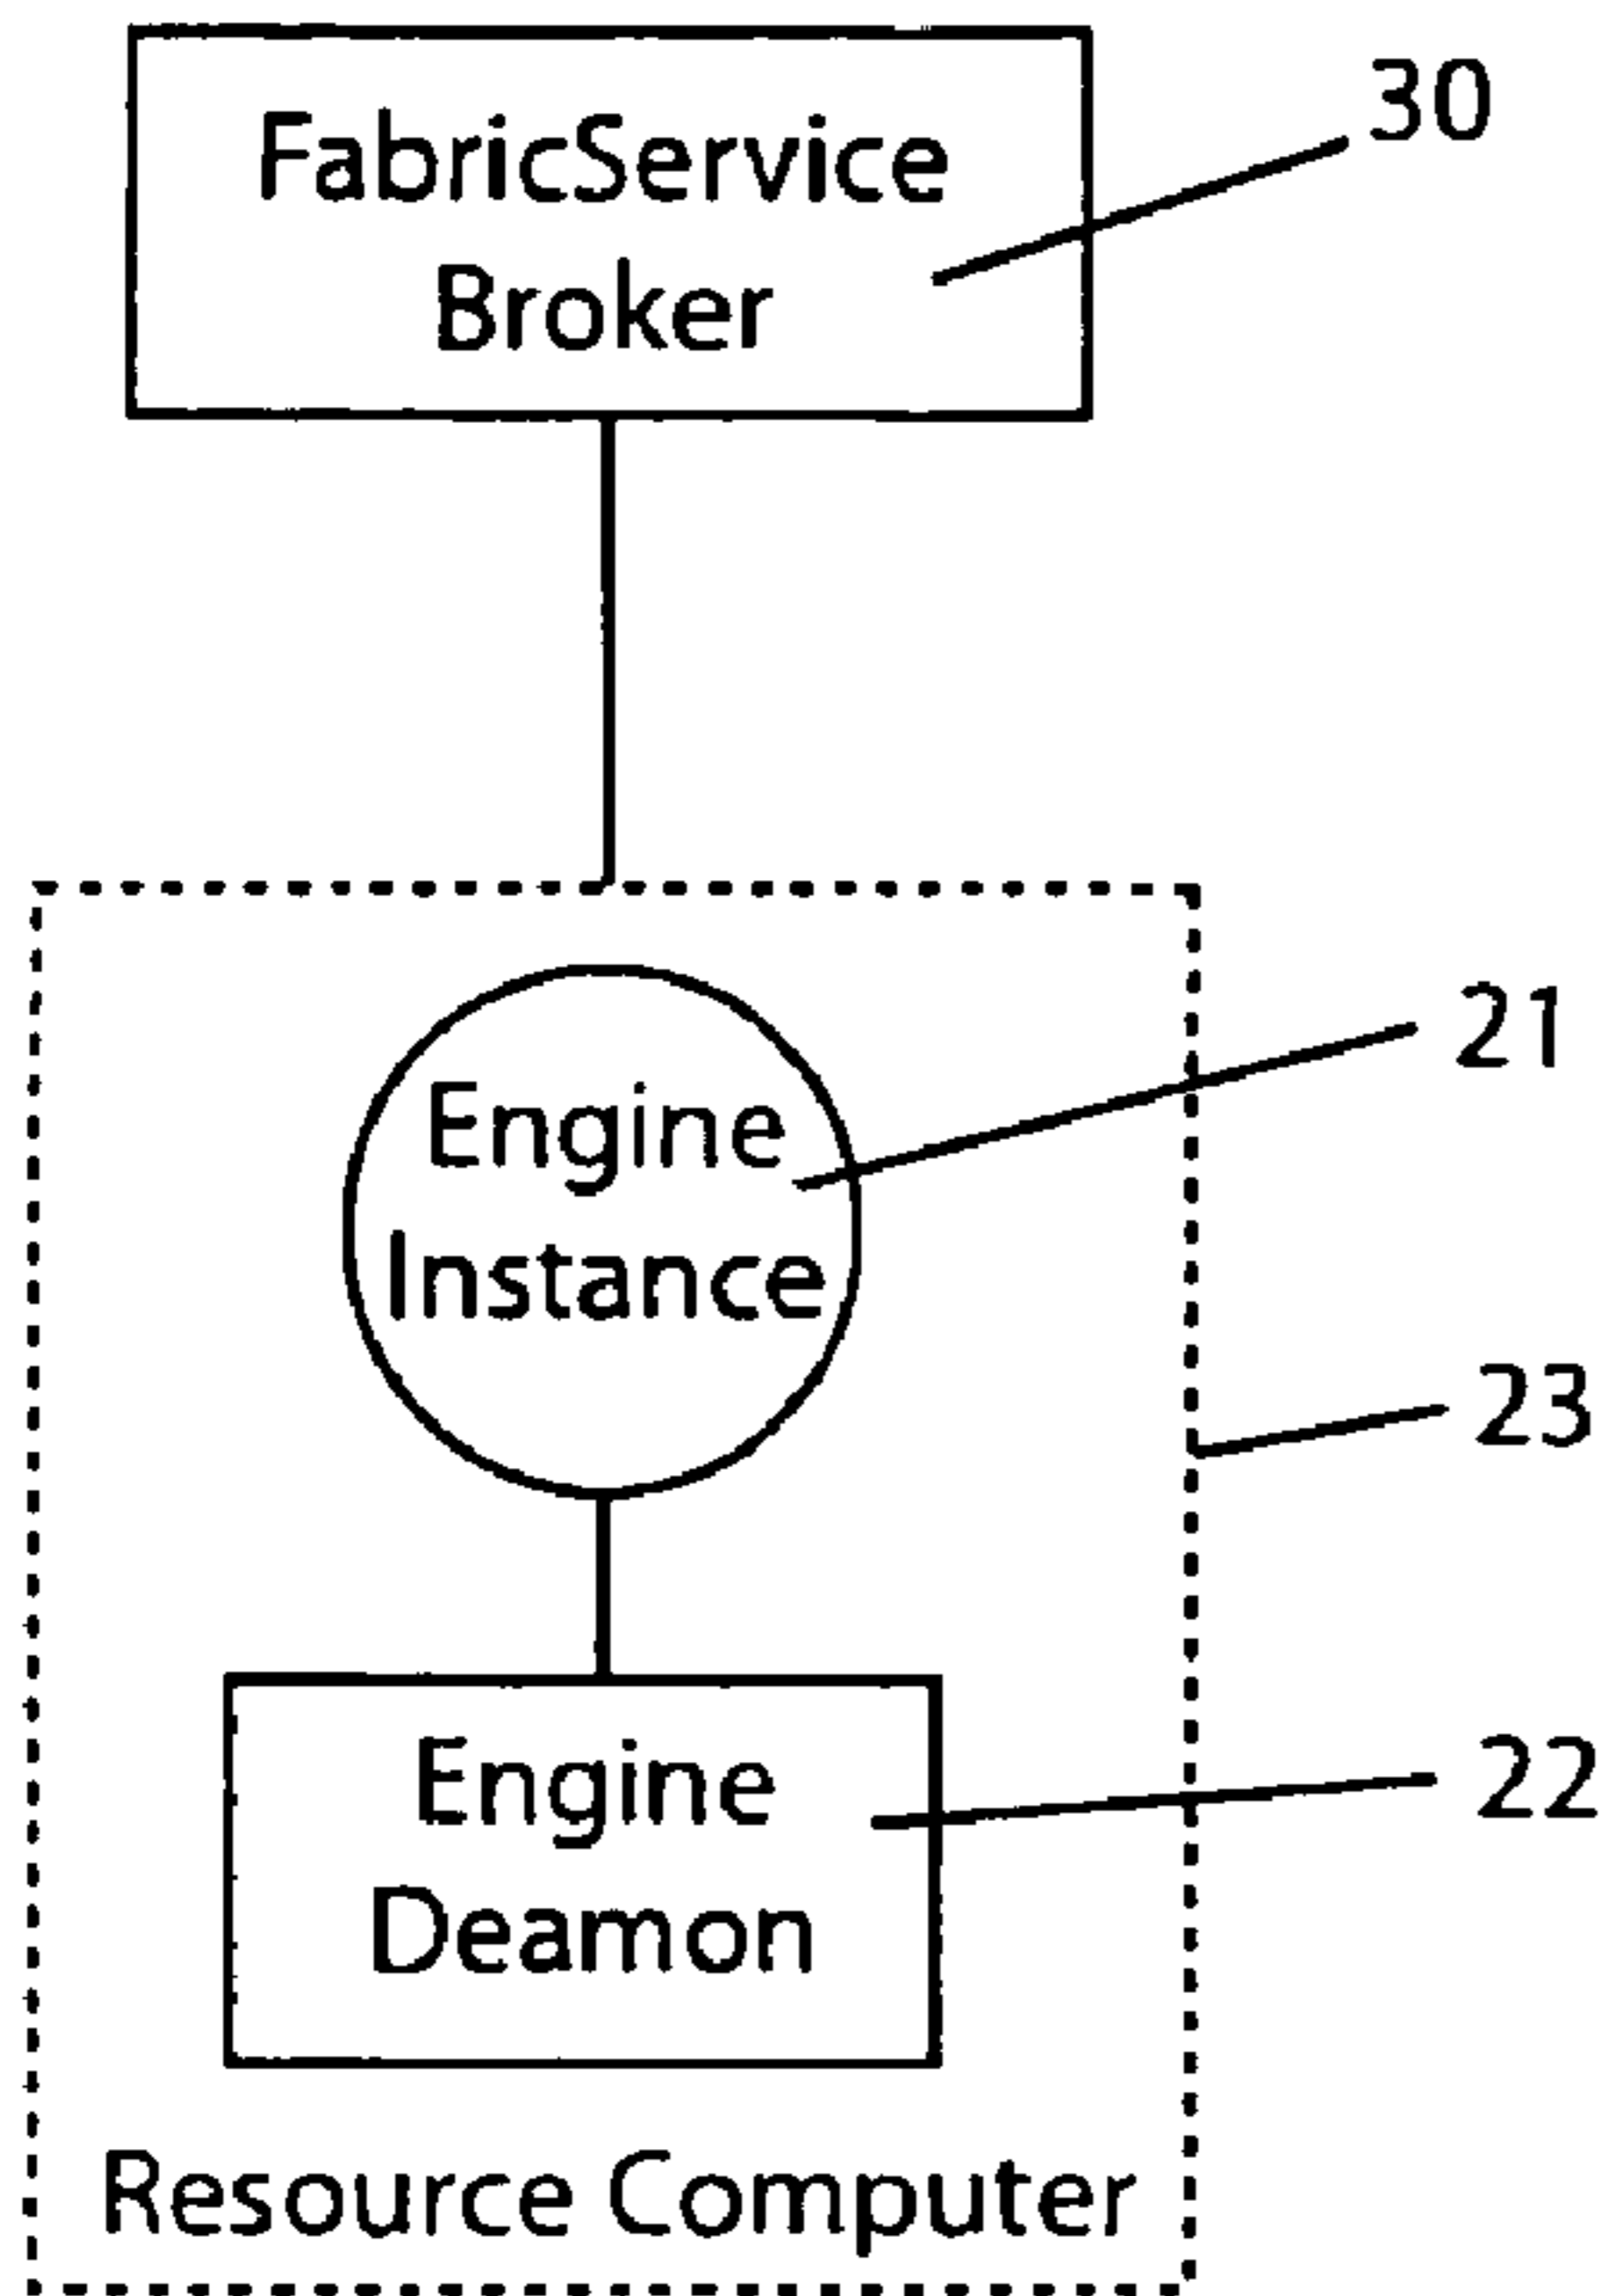 FabricService
Broker
30
Engine
Instance
21
23
Engine
Deamon
22
Resource Computer